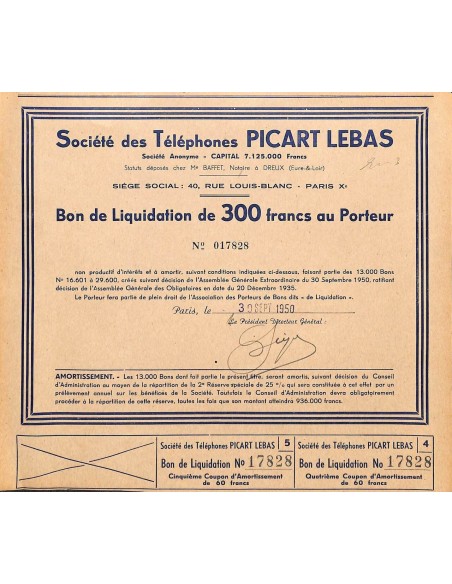 Société des Téléphones PICART LEBAS
Société Anonyme - CAPITAL 7.125.000 Francs
Statuts déposés chez Me BAFFET, Notaire à DREUX (Eure-&-Loir)
SIÈGE SOCIAL : 40, RUE LOUIS-BLANC - PARIS Xe
Bon de Liquidation de 300 francs au Porteur
No 017828
non productif d'intérêts et à amortir, suivant conditions indiquées ci-dessous, faisant partie des 13.000 Bons
Nos 16.601 à 29.600, créés suivant décision de l'Assemblée Générale Extraordinaire du 30 Septembre 1950, ratifiant
décision de l'Assemblée Générale des Obligataires en date du 20 Décembre 1935.
Le Porteur fera partie de plein droit de l'Association des Porteurs de Bons dits « de Liquidation ».
Paris, le 30 SEPT 1950
Le Président Directeur Général :
AMORTISSEMENT. - Les 13.000 Bons dont fait partie le présent titre, seront amortis, suivant décision du Conseil
d'Administration au moyen de la répartition de la 2e Réserve spéciale de 25 % qui sera constituée à cet effet par un
prélèvement annuel sur les bénéfices de la Société. Toutefois le Conseil d'Administration devra obligatoirement
procéder à la répartition de cette réserve, toutes les fois que son montant atteindra 936.000 francs.
Société des Téléphones PICART LEBAS 5
Bon de Liquidation No 17828
Cinquième Coupon d'Amortissement
de 60 francs
Société des Téléphones PICART LEBAS 4
Bon de Liquidation No 17828
Quatrième Coupon d'Amortissement
de 60 francs